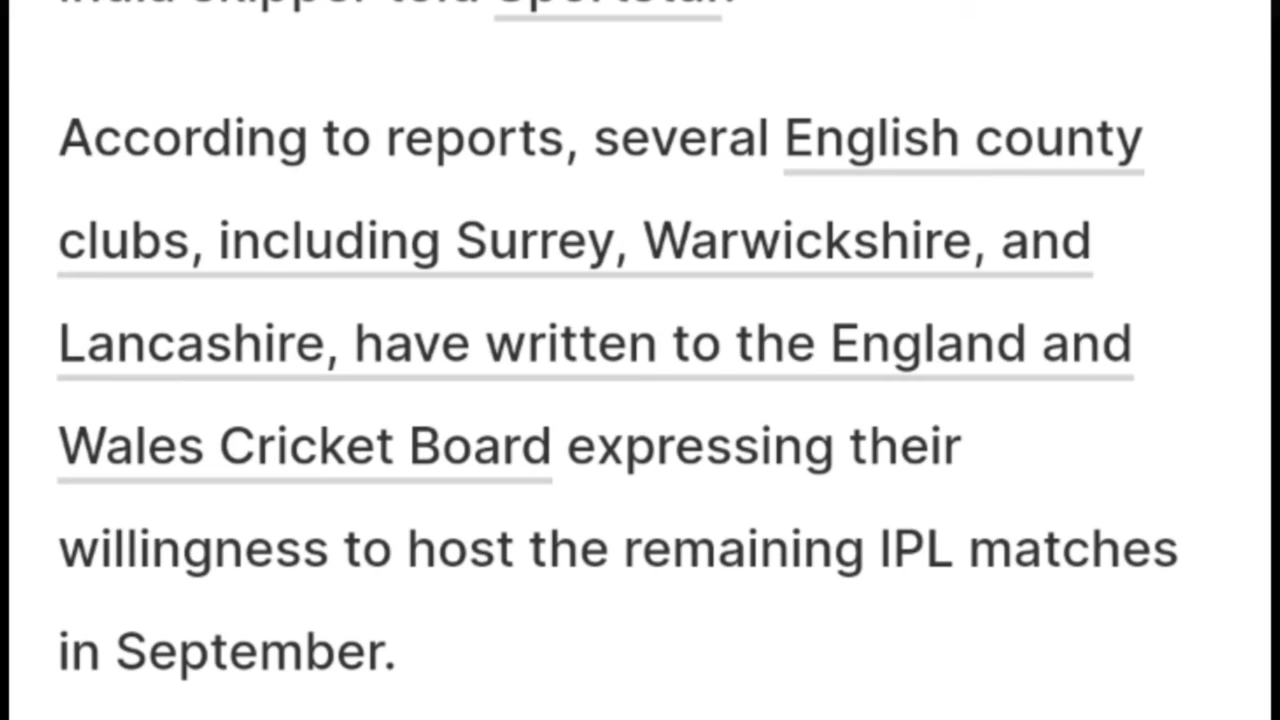 According to reports, several English county
clubs, including Surrey, Warwickshire, and
Lancashire, have written to the England and
Wales Cricket Board expressing their
willingness to host the remaining IPL matches
in September.